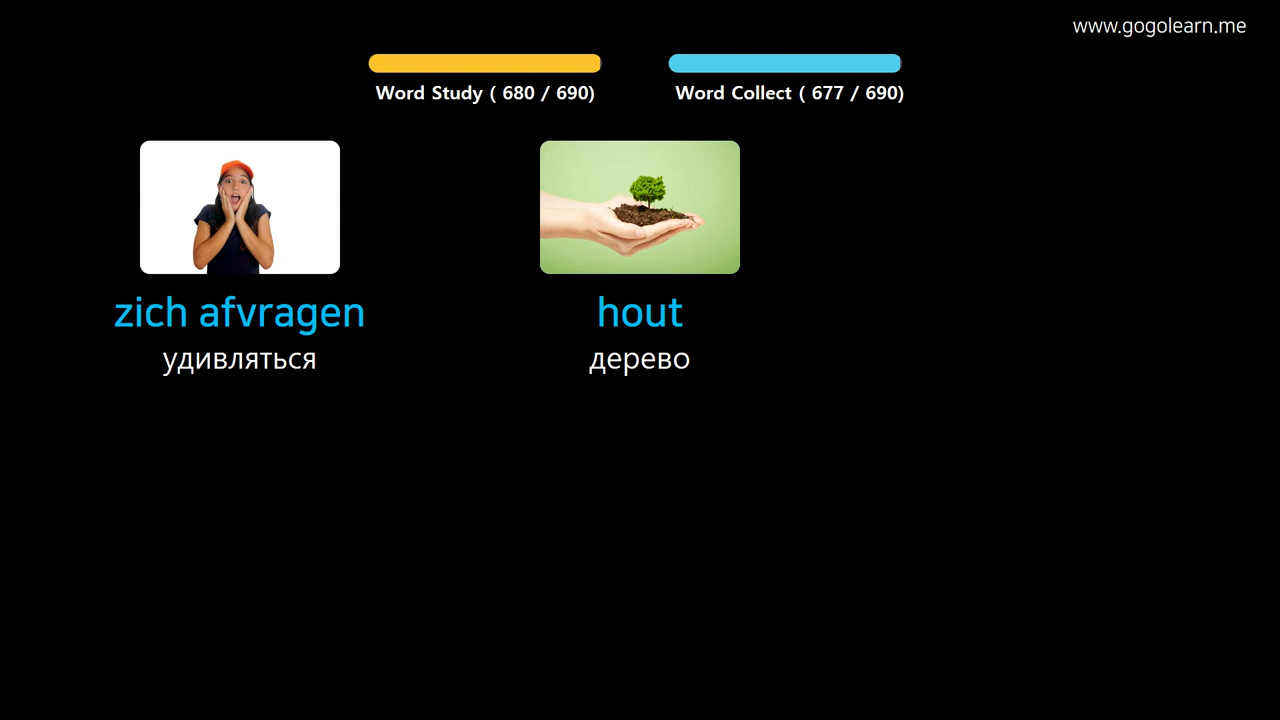 www.gogolearn.me
Word Study ( 680 / 690)
Word Collect ( 677 / 690)
zich afvragen
удивляться
hout
дерево